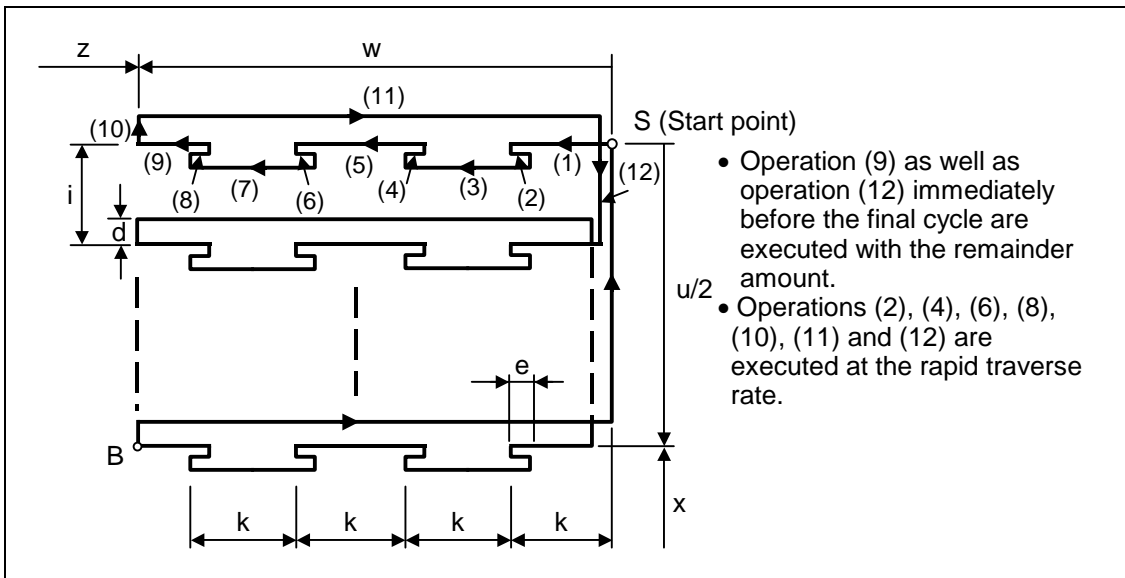 z
w
(11)
S (Start point)
(10)
(9)
(5)
(1)
i
(8)
(7)
(6)
(4)
(3)
(2)
(12)
d
• Operation (9) as well as
operation (12) immediately
before the final cycle are
executed with the remainder
amount.
u/2
• Operations (2), (4), (6), (8),
(10), (11) and (12) are
executed at the rapid traverse
rate.
e
B
x
k
k
k
k